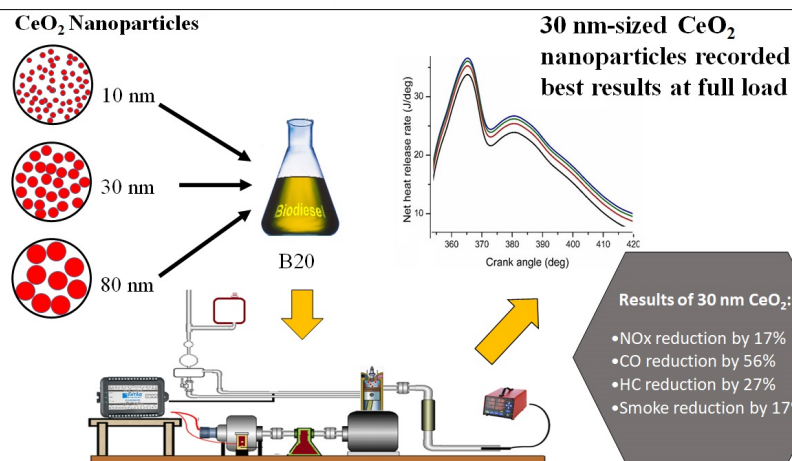 CeO2 Nanoparticles
10 nm
30 nm
80 nm
Biodiesel
B20
30 nm-sized CeO2
nanoparticles recorded
best results at full load
Net heat release rate (J/deg)
30
20
10
360 370 380 390 400 410 420
Crank angle (deg)
Results of 30 nm CeO2:
•NOx reduction by 17%
•CO reduction by 56%
•HC reduction by 27%
•Smoke reduction by 17%